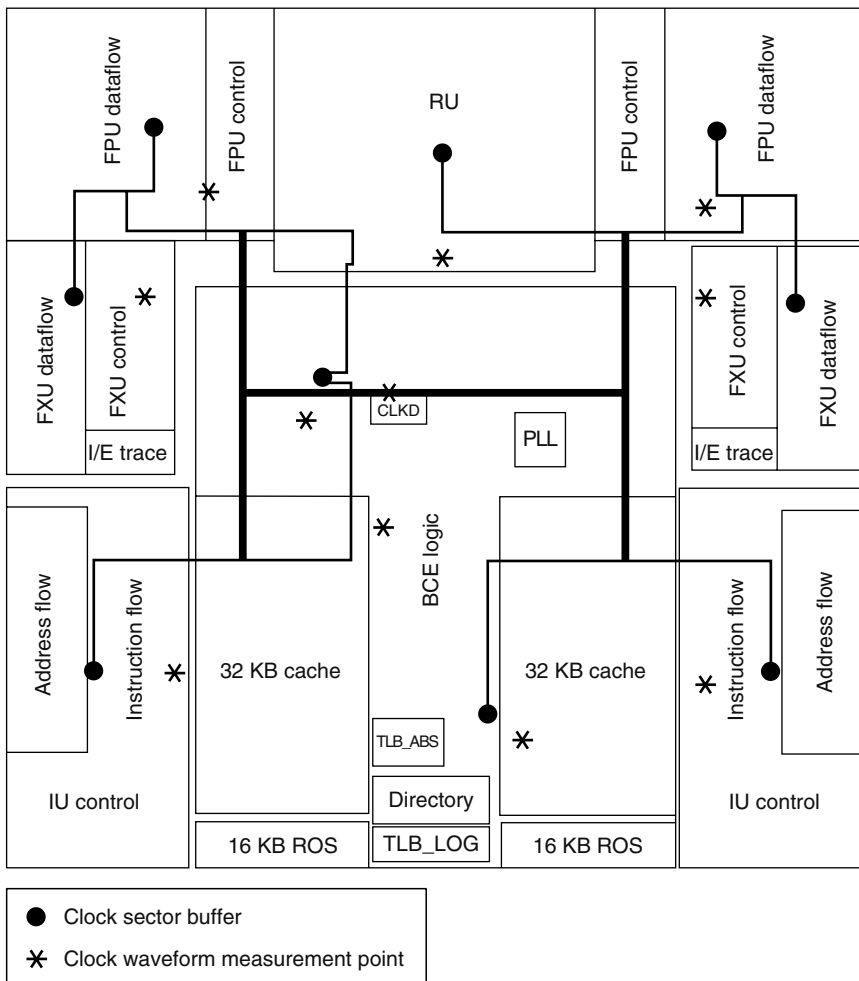 FPU dataflow
FPU control
RU
FPU control
FPU dataflow
FXU dataflow
FXU control
I/E trace
FXU control
FXU dataflow
I/E trace
CLKD
PLL
BCE logic
Address flow
Instruction flow
IU control
32 KB cache
32 KB cache
Instruction flow
Address flow
IU control
TLB_ABS
Directory
TLB_LOG
16 KB ROS
16 KB ROS
Clock sector buffer
Clock waveform measurement point